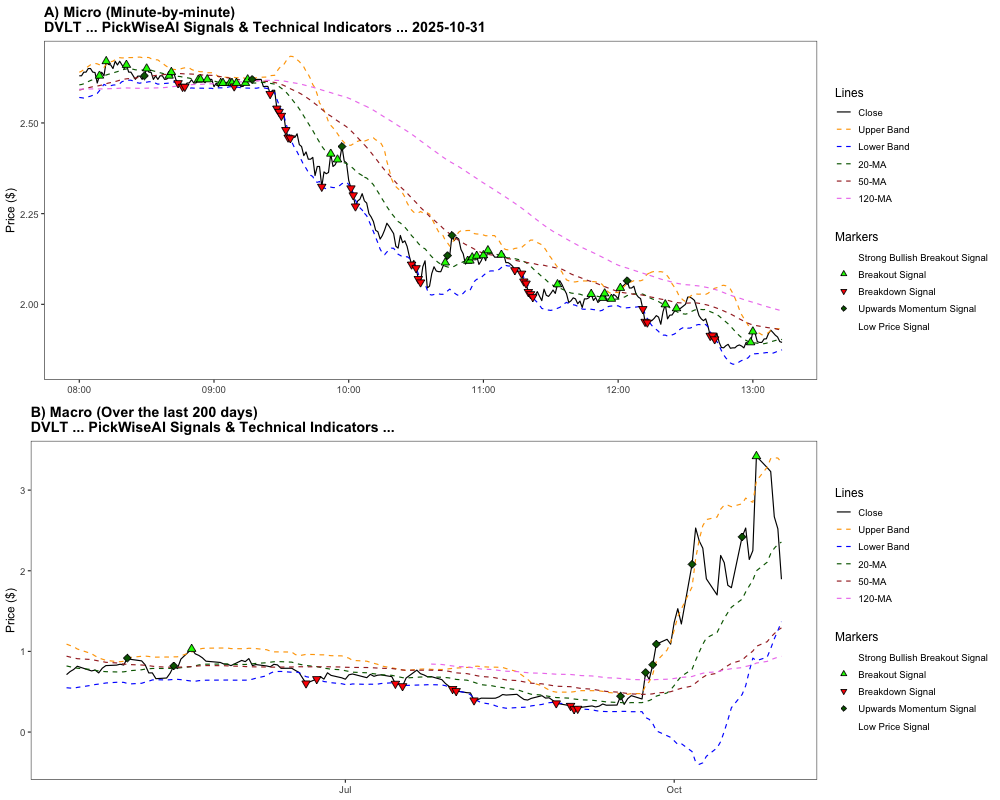 A) Micro (Minute-by-minute)
DVLT ... PickWiseAI Signals & Technical Indicators ... 2025-10-31
Price ($)
2.50
2.25
2.00
08:00
09:00
10:00
11:00
12:00
13:00
Lines
Close
Upper Band
Lower Band
20-MA
50-MA
120-MA
Markers
Strong Bullish Breakout Signal
Breakout Signal
Breakdown Signal
Upwards Momentum Signal
Low Price Signal
B) Macro (Over the last 200 days)
DVLT ... PickWiseAI Signals & Technical Indicators ...
Price ($)
3
2
1
0
Jul
Oct
Lines
Close
Upper Band
Lower Band
20-MA
50-MA
120-MA
Markers
Strong Bullish Breakout Signal
Breakout Signal
Breakdown Signal
Upwards Momentum Signal
Low Price Signal